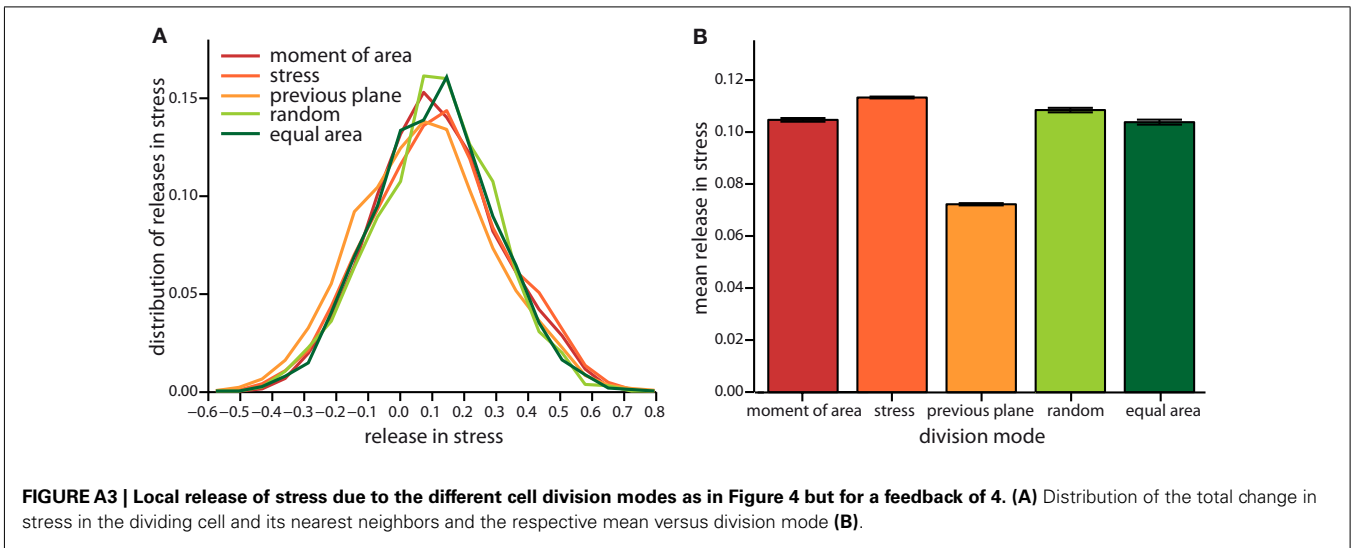 A
moment of area
stress
previous plane
random
equal area
distribution of releases in stress
0.15
0.10
0.05
0.00
−0.6 −0.5 −0.4 −0.3 −0.2 −0.1 0.0 0.1 0.2 0.3 0.4 0.5 0.6 0.7 0.8
release in stress
B
mean release in stress
0.12
0.10
0.08
0.06
0.04
0.02
0.00
moment of area stress previous plane random equal area
division mode
FIGURE A3 | Local release of stress due to the different cell division modes as in Figure 4 but for a feedback of 4. (A) Distribution of the total change in
stress in the dividing cell and its nearest neighbors and the respective mean versus division mode (B).